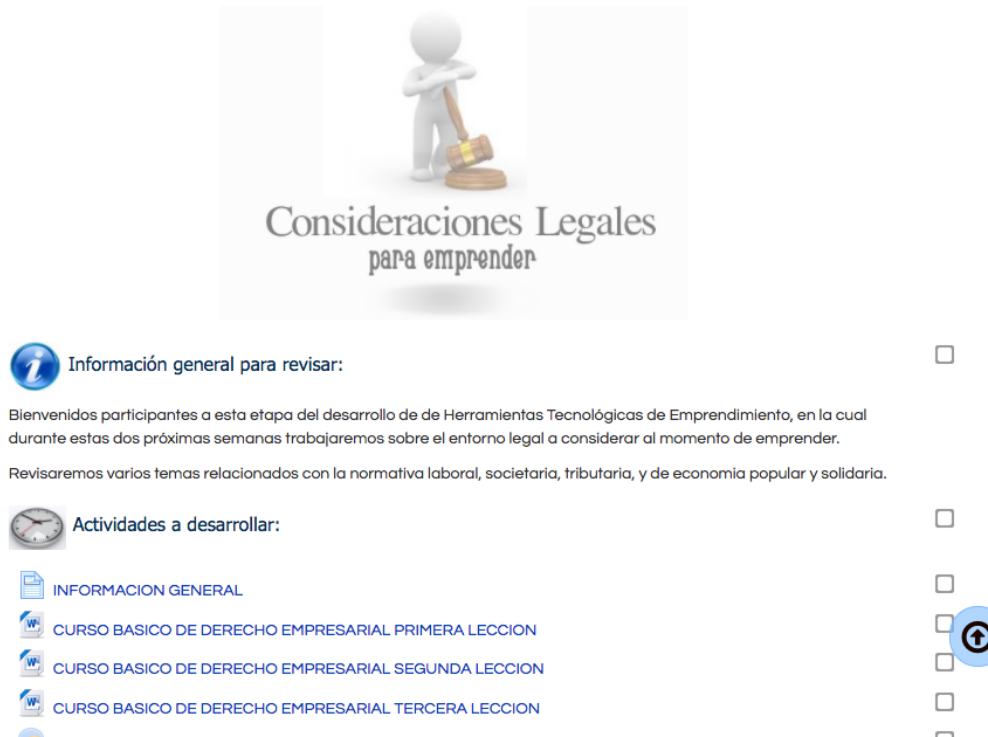 Consideraciones Legales
para emprender
Información general para revisar:
Bienvenidos participantes a esta etapa del desarrollo de de Herramientas Tecnológicas de Emprendimiento, en la cual
durante estas dos próximas semanas trabajaremos sobre el entorno legal a considerar al momento de emprender.
Revisaremos varios temas relacionados con la normativa laboral, societaria, tributaria, y de economia popular y solidaria.
Actividades a desarrollar:
INFORMACION GENERAL
CURSO BASICO DE DERECHO EMPRESARIAL PRIMERA LECCION
CURSO BASICO DE DERECHO EMPRESARIAL SEGUNDA LECCION
CURSO BASICO DE DERECHO EMPRESARIAL TERCERA LECCION